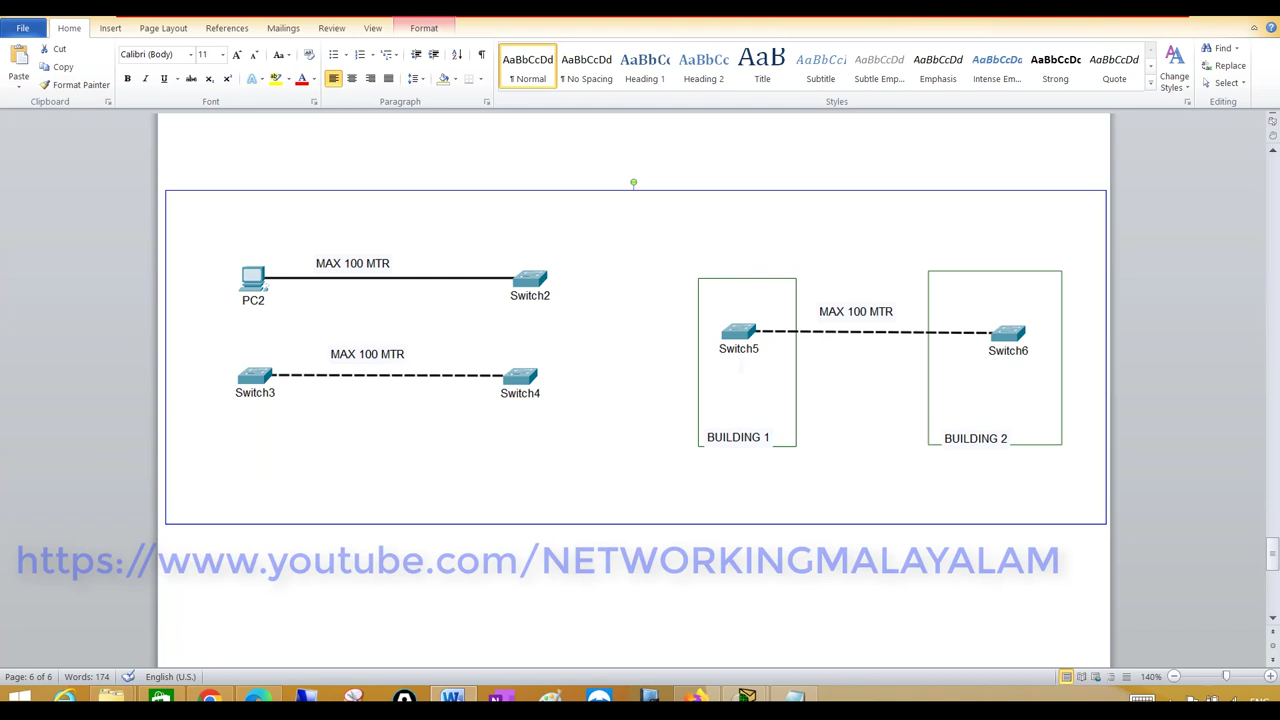 File Home Insert Page Layout References Mailings Review View Format
Paste Cut Copy Format Painter Clipboard
Calibri (Body) 11 Font
Paragraph
AaBbCcDd AaBbCcDd AaBbCc AaBbCc AaB AaBbCcI AaBbCcDd AaBbCcDd AaBbCcDd AaBbCcDc AaBbCcDd
¶ Normal ¶ No Spacing Heading 1 Heading 2 Title Subtitle Subtle Emp... Emphasis Intense Em... Strong Quote
Change Styles Styles
Find Replace Select Editing
MAX 100 MTR
PC2 Switch2
MAX 100 MTR
Switch3 Switch4
MAX 100 MTR
Switch5 Switch6
BUILDING 1 BUILDING 2
https://www.youtube.com/NETWORKINGMALAYALAM
Page: 6 of 6 Words: 174 English (U.S.) 140%